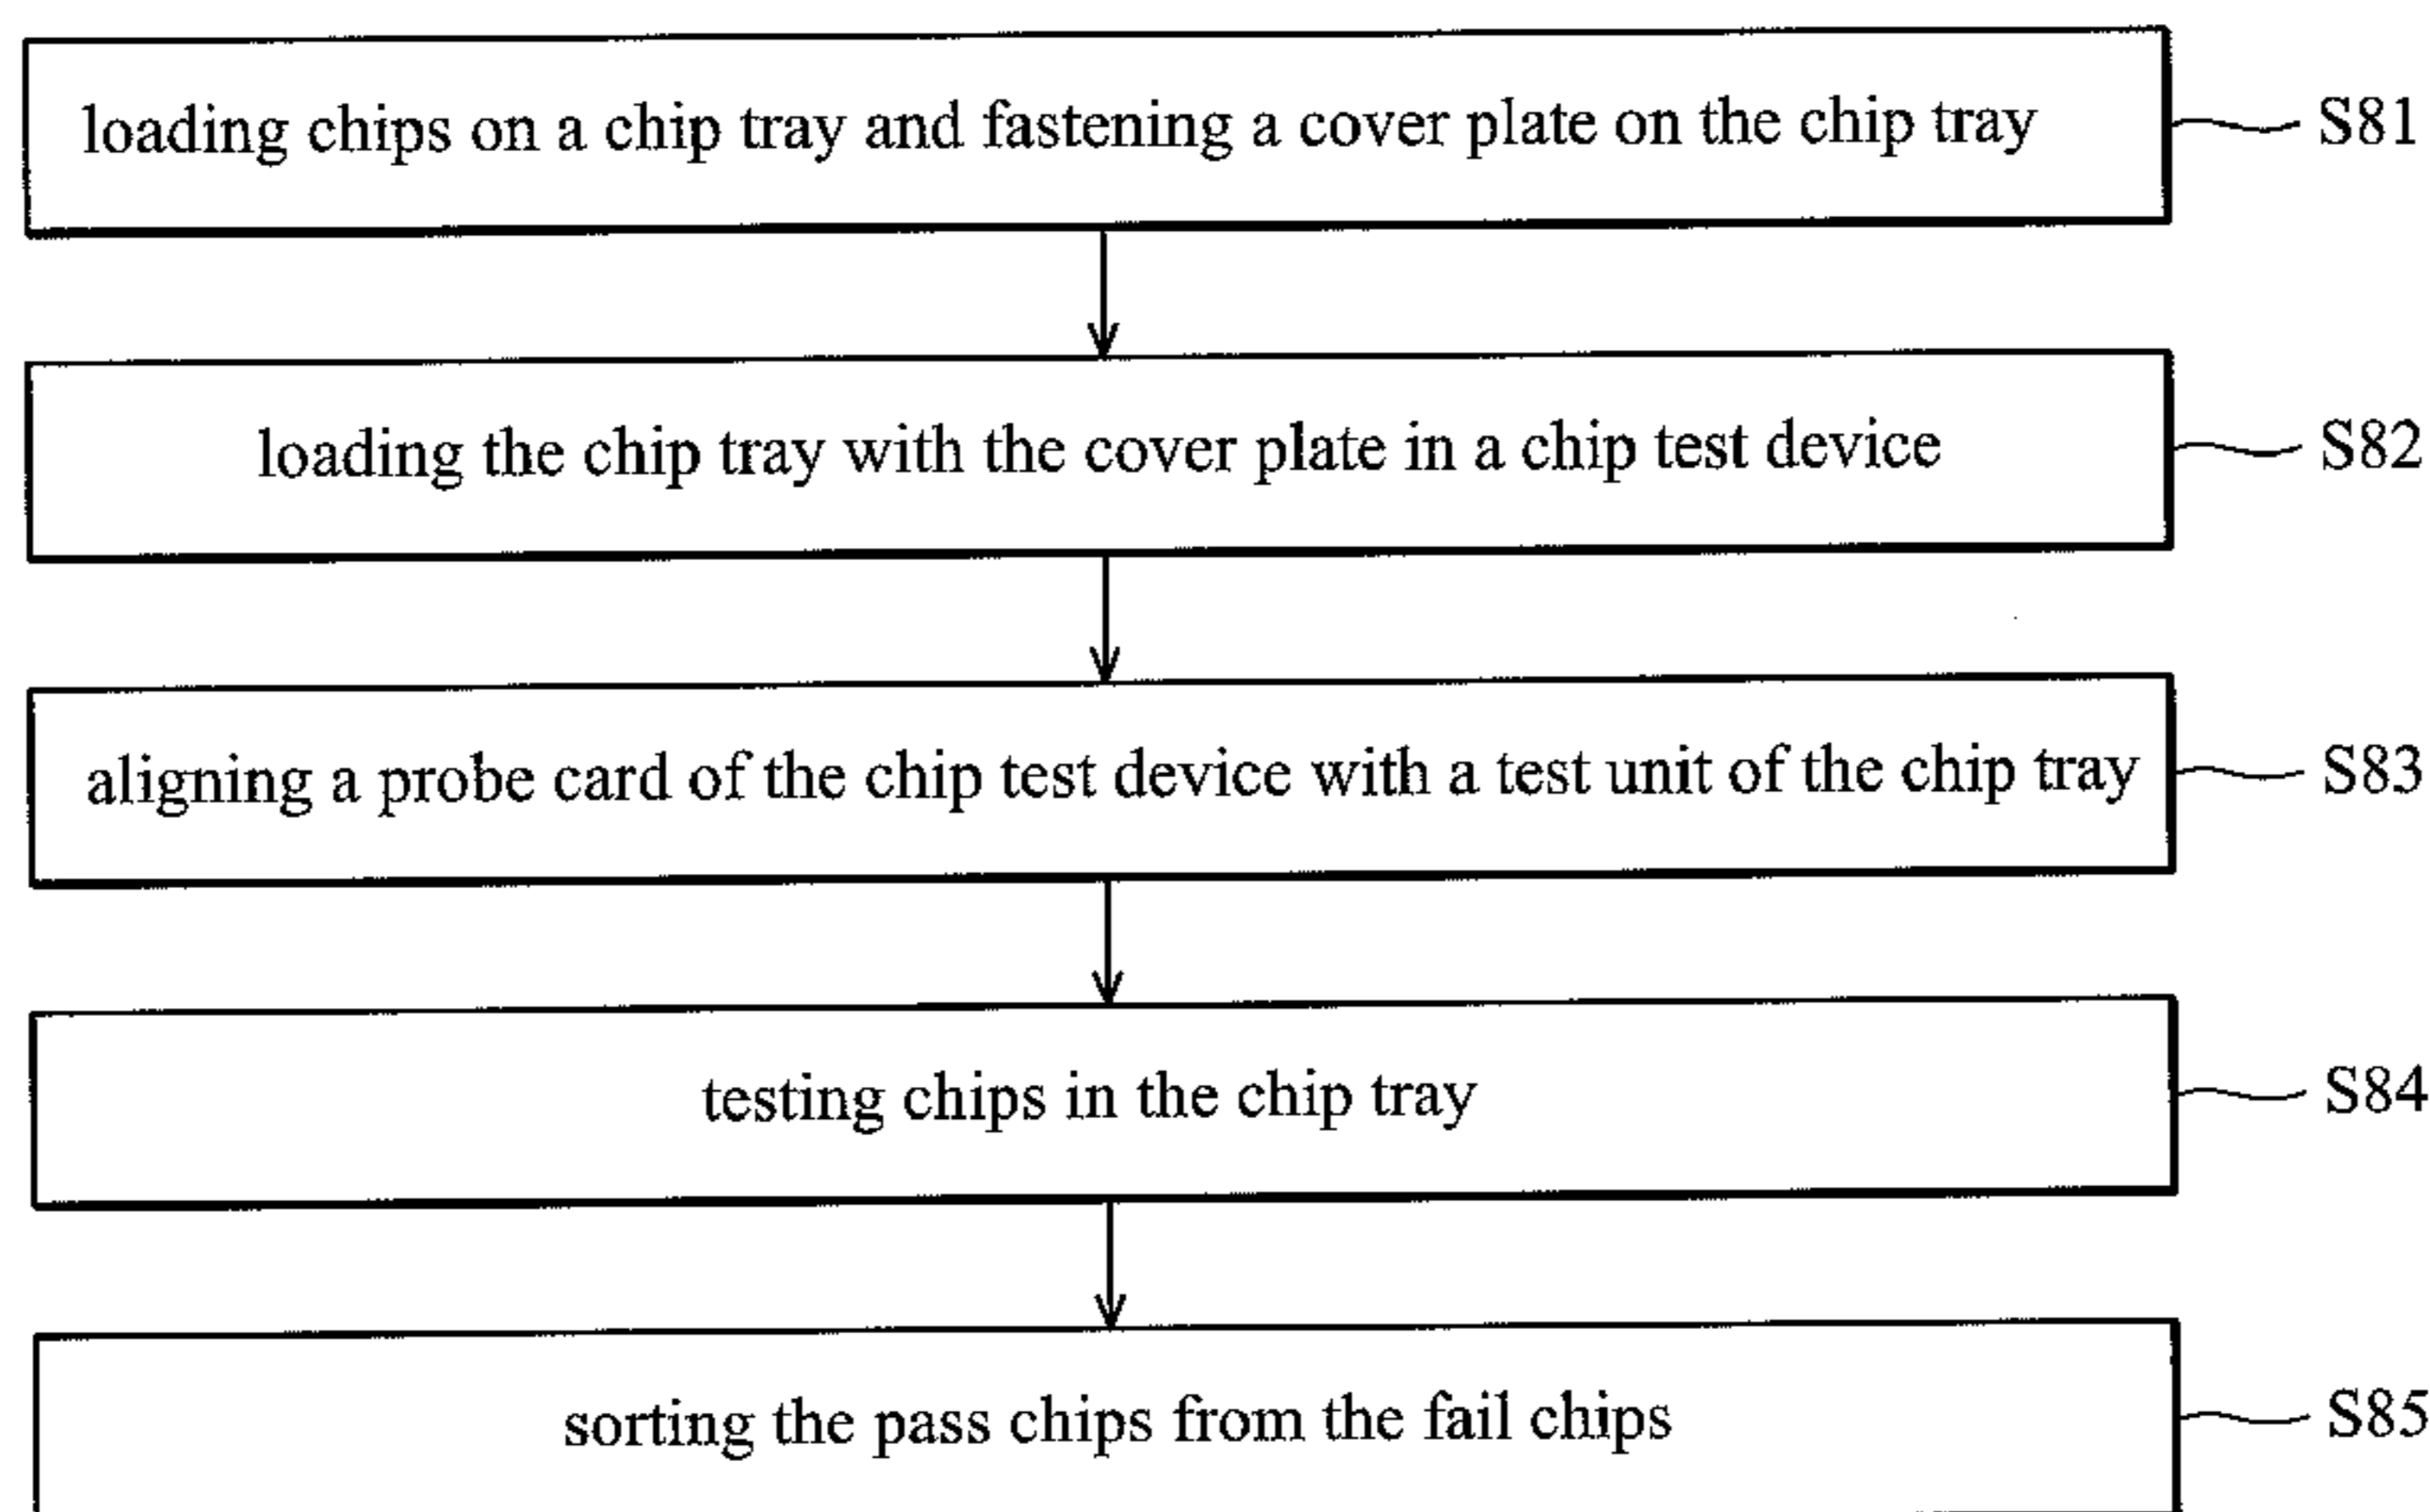 loading chips on a chip tray and fastening a cover plate on the chip tray S81
loading the chip tray with the cover plate in a chip test device S82
aligning a probe card of the chip test device with a test unit of the chip tray S83
testing chips in the chip tray S84
sorting the pass chips from the fail chips S85